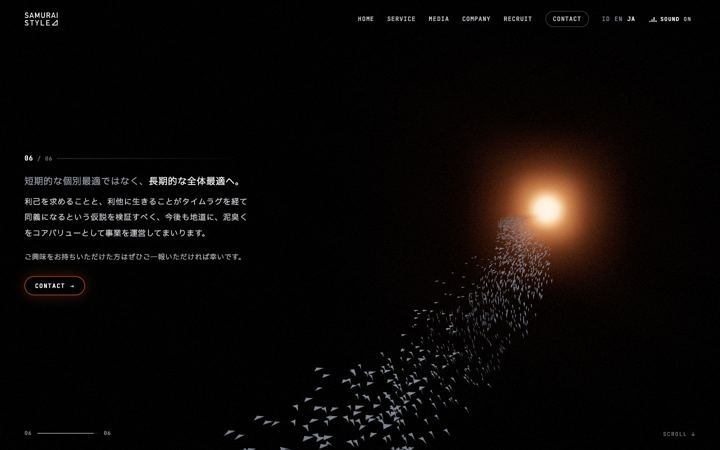 SAMURAI
STYLE
HOME SERVICE MEDIA COMPANY RECRUIT CONTACT ID EN JA SOUND ON
06 / 06
短期的な個別最適ではなく、長期的な全体最適へ。
利己を求めることと、利他に生きることがタイムラグを経て
同義になるという仮説を検証すべく、今後も地道に、泥臭く
をコアバリューとして事業を運営してまいります。
ご興味をお持ちいただけた方はぜひご一報いただければ幸いです。
CONTACT →
06 06
SCROLL ↓